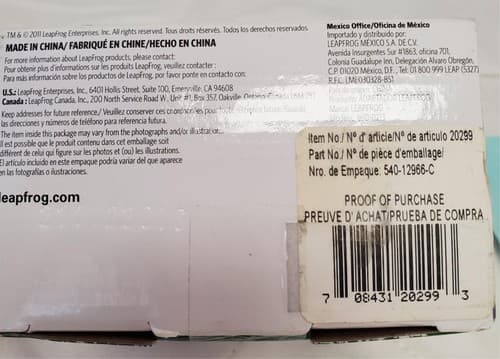 TM & © 2011 LeapFrog Enterprises, Inc. All rights reserved. Tous droits réservés. Todos los derechos reservados.
MADE IN CHINA/ FABRIQUÉ EN CHINE/HECHO EN CHINA
For more information about LeapFrog products, please contact:
Pour obtenir plus d'informations sur les produits LeapFrog, veuillez contacter :
Para más información sobre los productos de LeapFrog, por favor ponte en contacto con:
U.S.: LeapFrog Enterprises, Inc., 6401 Hollis Street, Suite 100, Emeryville, CA 94608
Canada : LeapFrog Canada, Inc., 200 North Service Road W, Unit #1, Box 357, Oakville, Ontario
Keep addresses for future reference./ Veuillez conserver ces
las direcciones y números de teléfono para referencia futura.
The item inside this package may vary from the photographs and/or illustration
Il est possible que le produit contenu dans cet emballage soit
différent de celui qui figure sur les photos et (ou) les illustrations.
El artículo incluido en este empaque podría variar del que aparece
en las fotografías o ilustraciones.
leapfrog.com
Mexico Office/Oficina de México
Importado y distribuido por:
LEAPFROG MEXICO S.A. DE C.V.
Avenida Insurgentes Sur #1863, oficina 701,
Colonia Guadalupe Inn, Delegación Alvaro Obregón,
C.P. 01020 México, D.F., Tel: 01 800 999 LEAP (5327)
R.F.C. LME-030128-851
Item No./ N° d' article/N° de articulo 20299
Part No./ N° de pièce d'emballage/
Nro. de Empaque: 540-12966-C
PROOF OF PURCHASE
PREUVE D' ACHAT/PRUEBA DE COMPRA
7 08431 20299 3